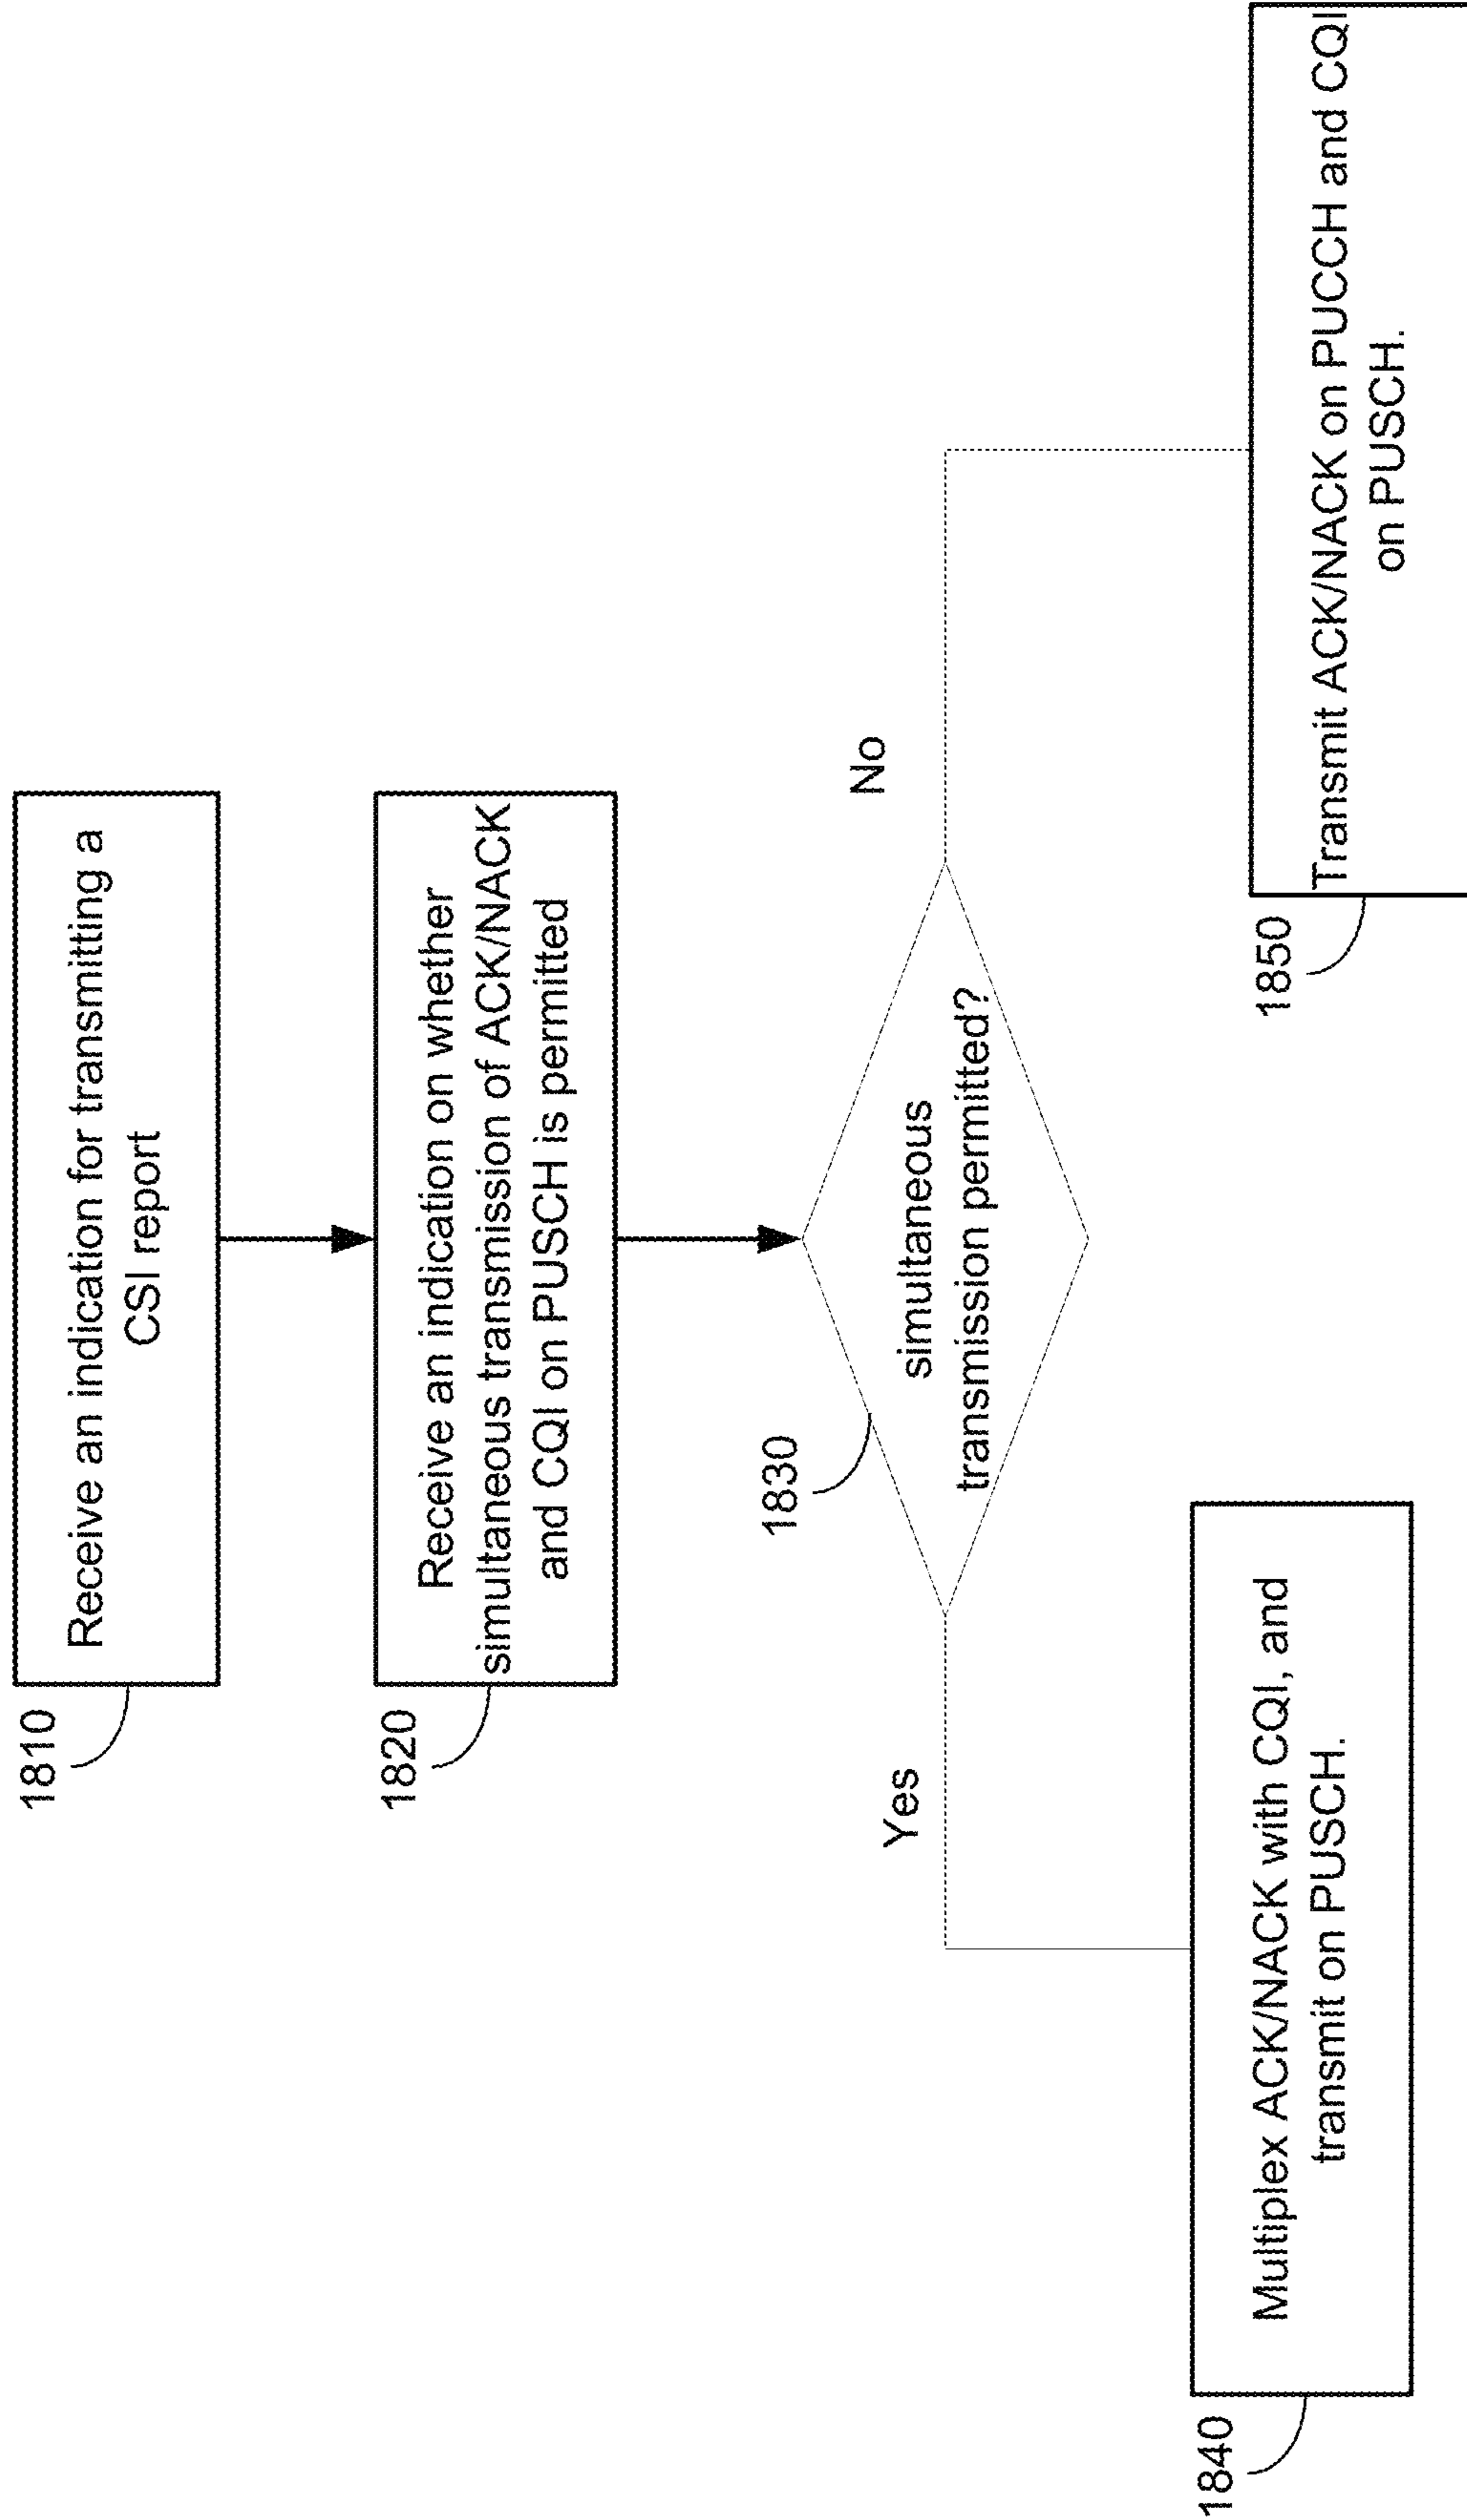 1810
Receive an indication for transmitting a
CSI report
1820
Receive an indication on whether
simultaneous transmission of ACK/NACK
and CQI on PUSCH is permitted
1830
simultaneous
transmission permitted?
Yes
No
1840
Multiplex ACK/NACK with CQI, and
transmit on PUSCH.
1850
Transmit ACK/NACK on PUCCH and CQI
on PUSCH.